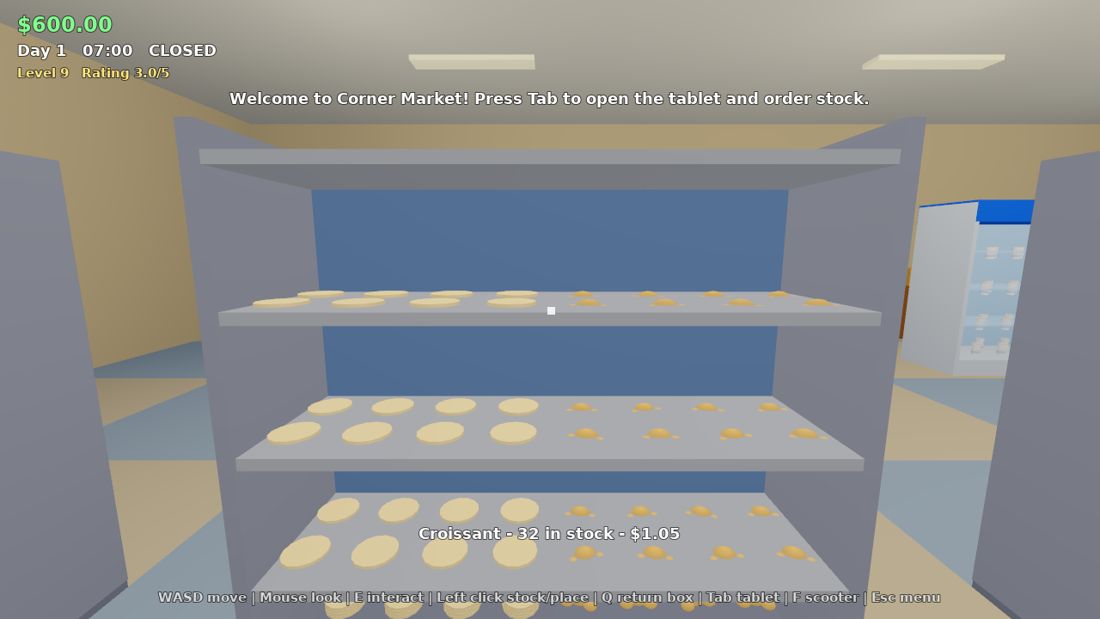 $600.00
Day 1 07:00 CLOSED
Level 9 Rating 3.0/5
Welcome to Corner Market! Press Tab to open the tablet and order stock.
Croissant - 32 in stock - $1.05
WASD move | Mouse look | E interact | Left click stock/place | Q return box | Tab tablet | F scooter | Esc menu